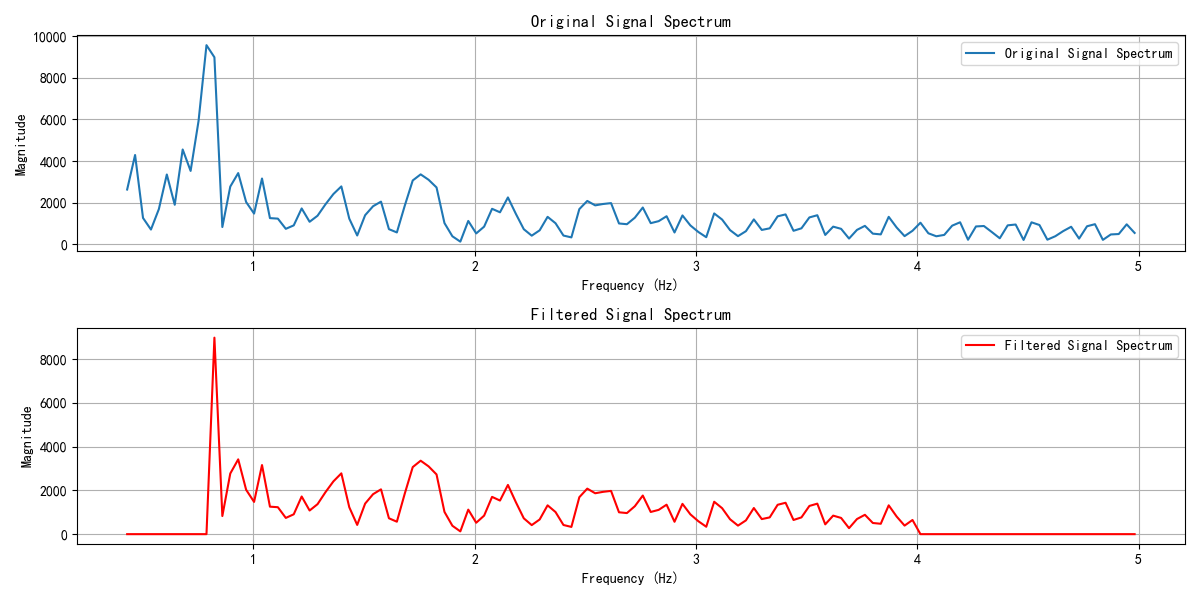 Original Signal Spectrum
Original Signal Spectrum
10000
8000
6000
4000
2000
0
Magnitude
1 2 3 4 5
Frequency (Hz)
Filtered Signal Spectrum
Filtered Signal Spectrum
8000
6000
4000
2000
0
Magnitude
1 2 3 4 5
Frequency (Hz)